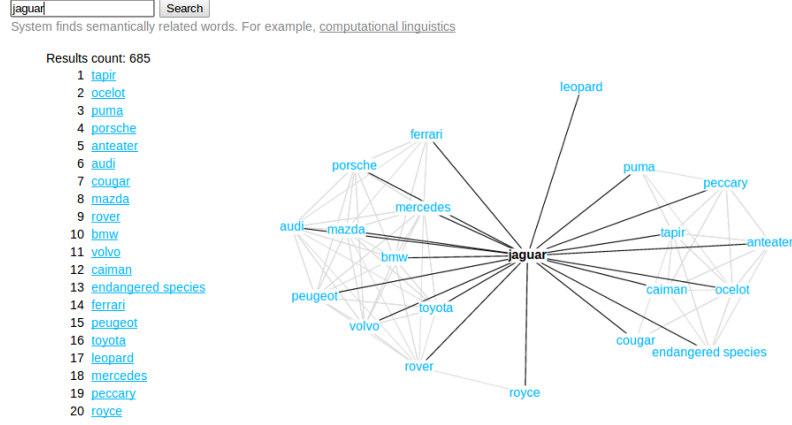 jaguar Search
System finds semantically related words. For example, computational linguistics
Results count: 685
1 tapir
2 ocelot
3 puma
4 porsche
5 anteater
6 audi
7 cougar
8 mazda
9 rover
10 bmw
11 volvo
12 caiman
13 endangered species
14 ferrari
15 peugeot
16 toyota
17 leopard
18 mercedes
19 peccary
20 royce
leopard
ferrari
porsche
puma
peccary
mercedes
audi
mazda
tapir
anteater
jaguar
bmw
peugeot
caiman
ocelot
toyota
volvo
cougar
endangered species
rover
royce